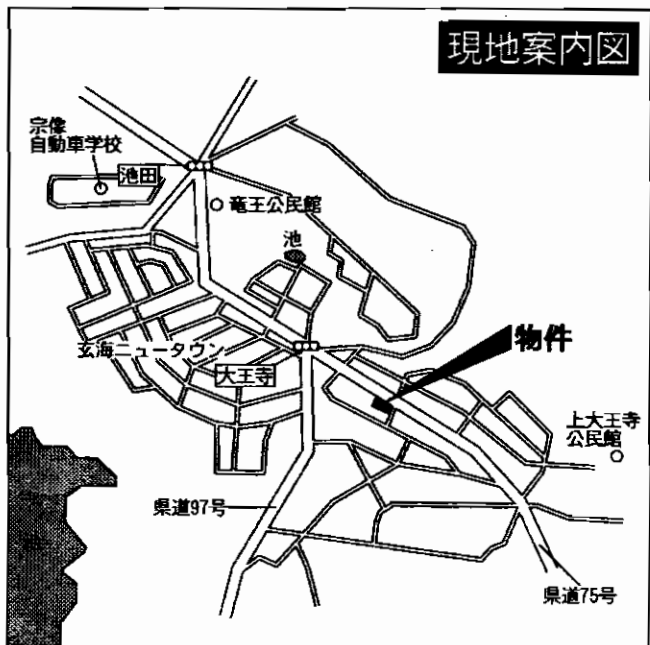 現地案内図
宗像
自動車学校
池田
竜王公民館
池
玄海ニュータウン
大王寺
物件
上大王寺
公民館
県道97号
県道75号